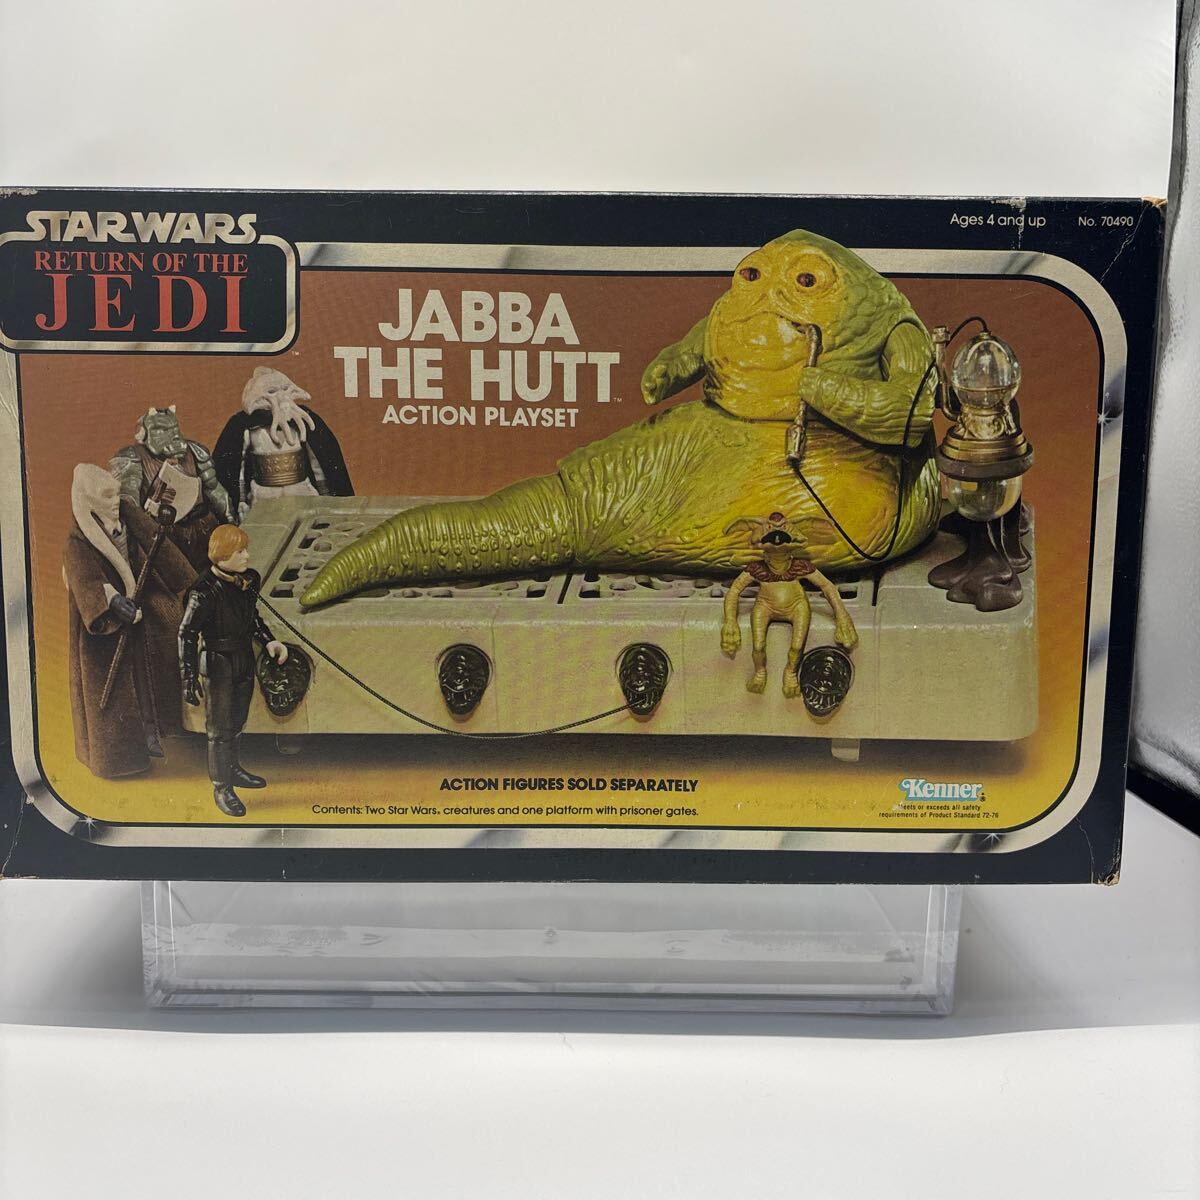 STAR WARS
RETURN OF THE
JEDI
™
Ages 4 and up
No. 70490
JABBA
THE HUTT™
ACTION PLAYSET
ACTION FIGURES SOLD SEPARATELY
Contents: Two Star Wars® creatures and one platform with prisoner gates.
Kenner®
Meets or exceeds all safety
requirements of Product Standard 72-76